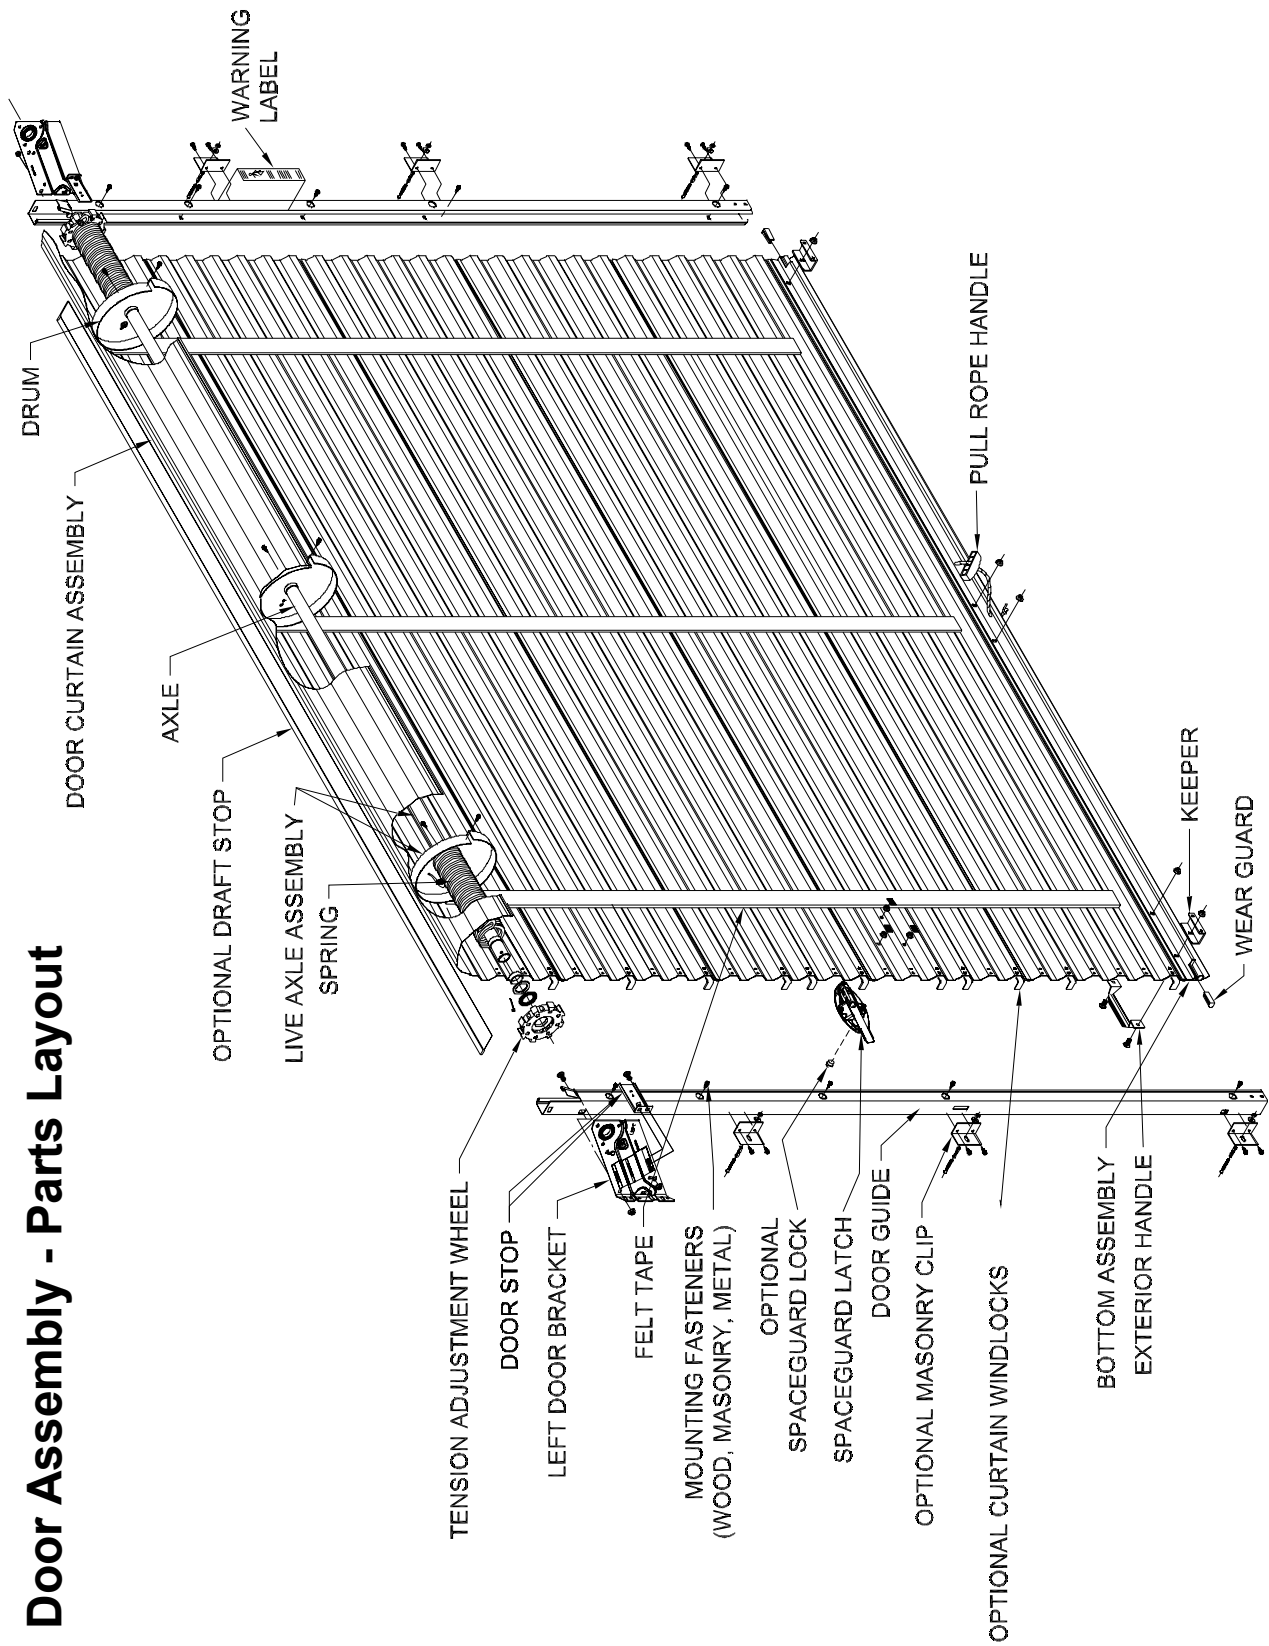 Door Assembly - Parts Layout
WARNING
LABEL
DRUM
DOOR CURTAIN ASSEMBLY
AXLE
OPTIONAL DRAFT STOP
LIVE AXLE ASSEMBLY
SPRING
PULL ROPE HANDLE
KEEPER
WEAR GUARD
TENSION ADJUSTMENT WHEEL
DOOR STOP
LEFT DOOR BRACKET
FELT TAPE
MOUNTING FASTENERS
(WOOD, MASONRY, METAL)
OPTIONAL
SPACEGUARD LOCK
SPACEGUARD LATCH
DOOR GUIDE
OPTIONAL MASONRY CLIP
OPTIONAL CURTAIN WINDLOCKS
BOTTOM ASSEMBLY
EXTERIOR HANDLE